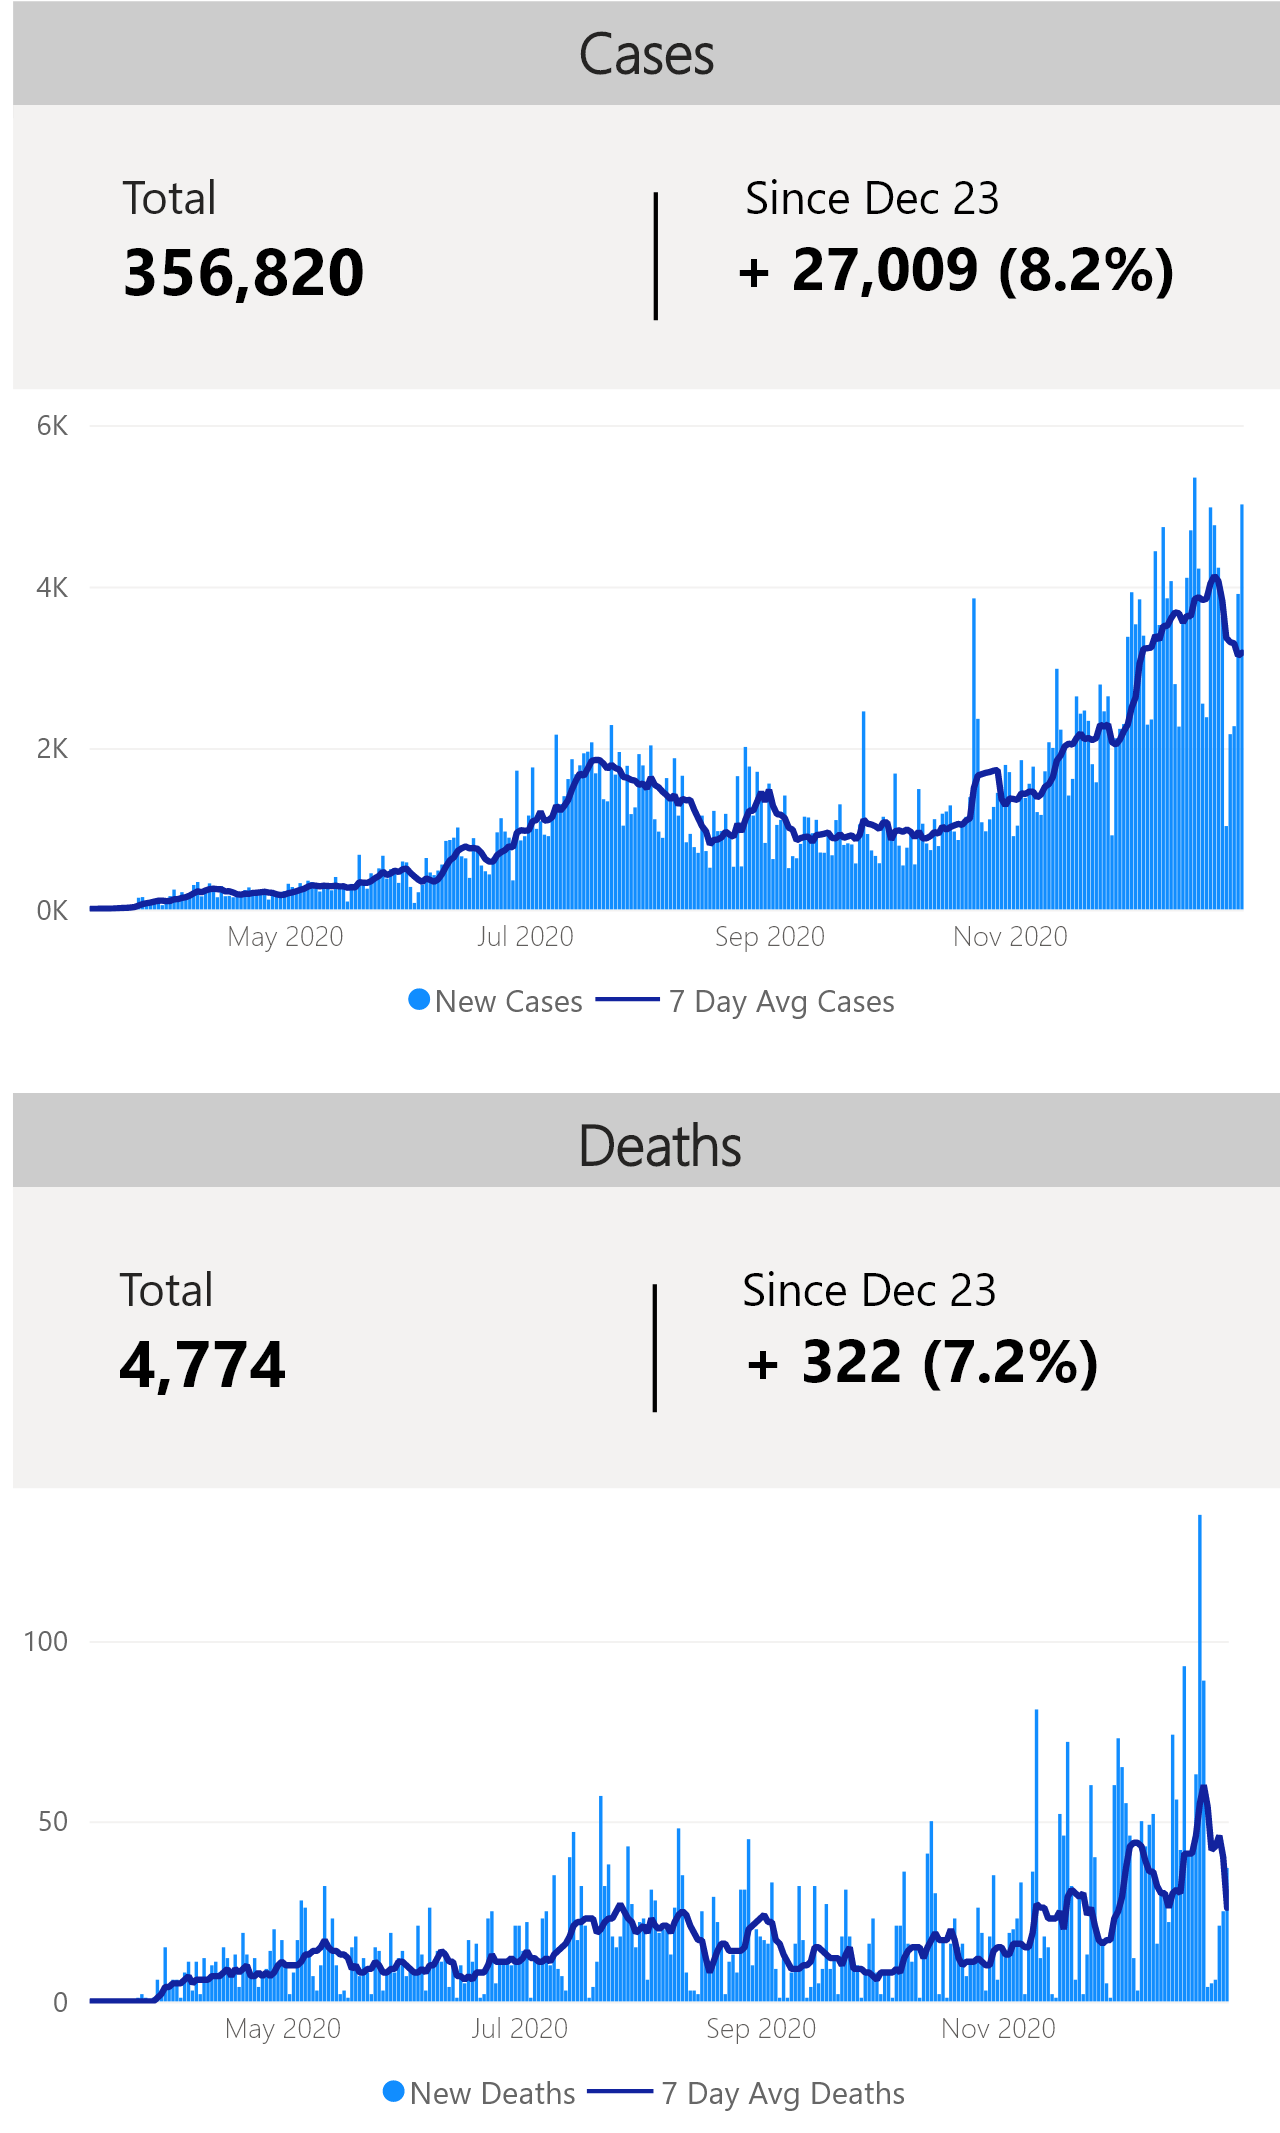 Cases
Total
356,820
Since Dec 23
+ 27,009 (8.2%)
6K
4K
2K
0K
May 2020 Jul 2020 Sep 2020 Nov 2020
New Cases 7 Day Avg Cases
Deaths
Total
4,774
Since Dec 23
+ 322 (7.2%)
100
50
0
May 2020 Jul 2020 Sep 2020 Nov 2020
New Deaths 7 Day Avg Deaths